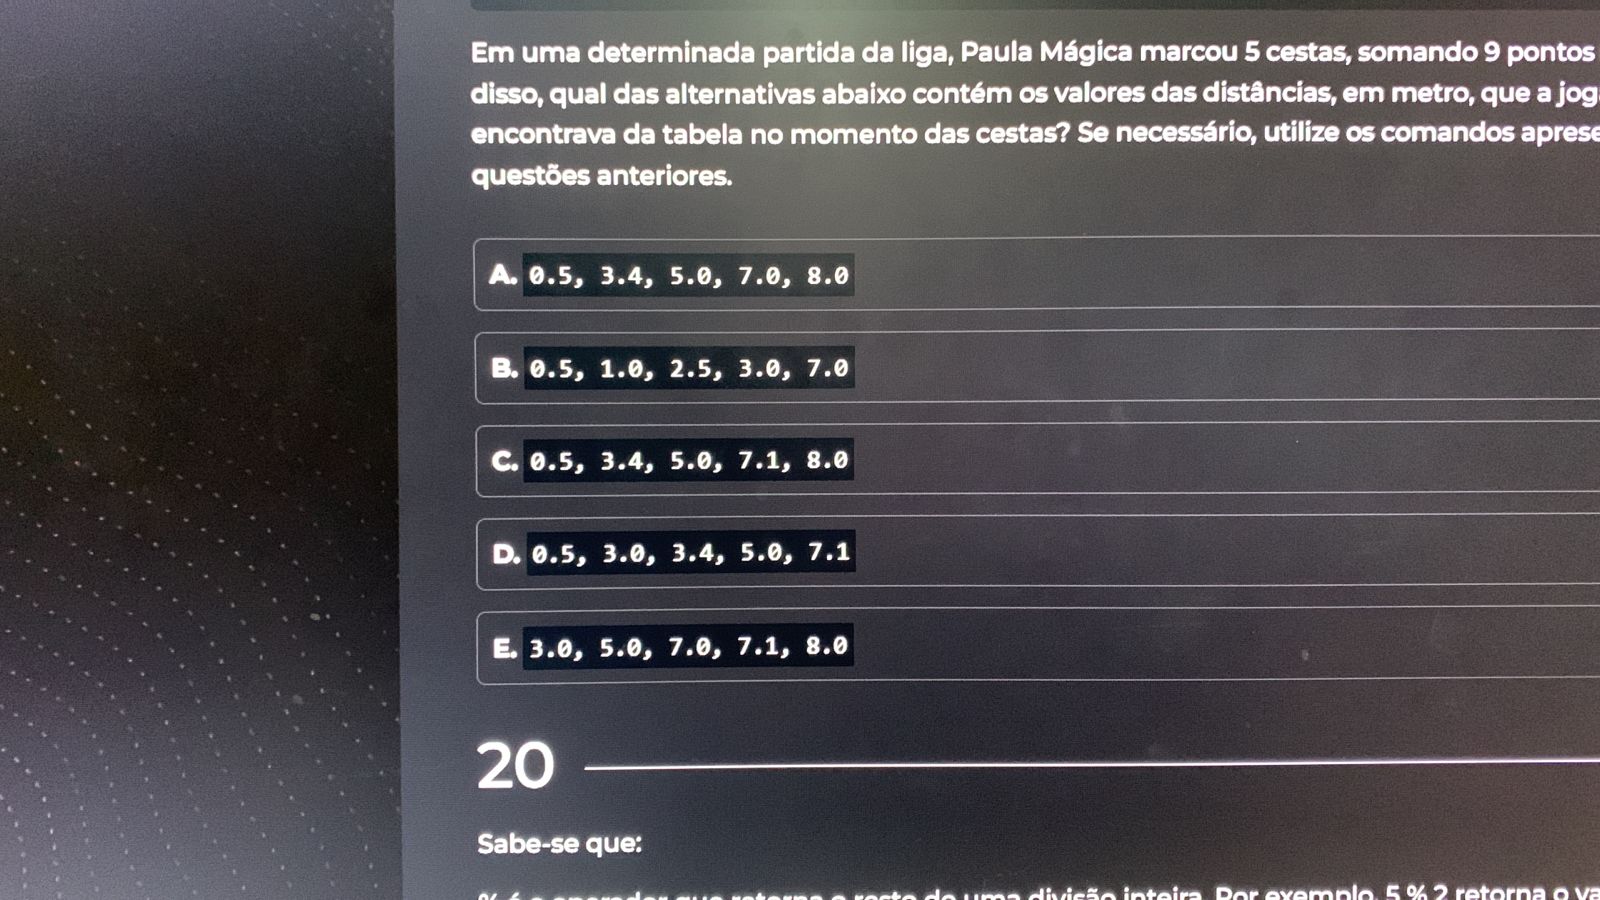 Em uma determinada partida da liga, Paula Mágica marcou 5 cestas, somando 9 pontos
disso, qual das alternativas abaixo contém os valores das distâncias, em metro, que a jog
encontrava da tabela no momento das cestas? Se necessário, utilize os comandos aprese
questões anteriores.
A. 0.5, 3.4, 5.0, 7.0, 8.0
B. 0.5, 1.0, 2.5, 3.0, 7.0
C. 0.5, 3.4, 5.0, 7.1, 8.0
D. 0.5, 3.0, 3.4, 5.0, 7.1
E. 3.0, 5.0, 7.0, 7.1, 8.0
20
Sabe-se que:
% é o operador que retorna o resto de uma divisão inteira. Por exemplo, 5 % 2 retorna o va